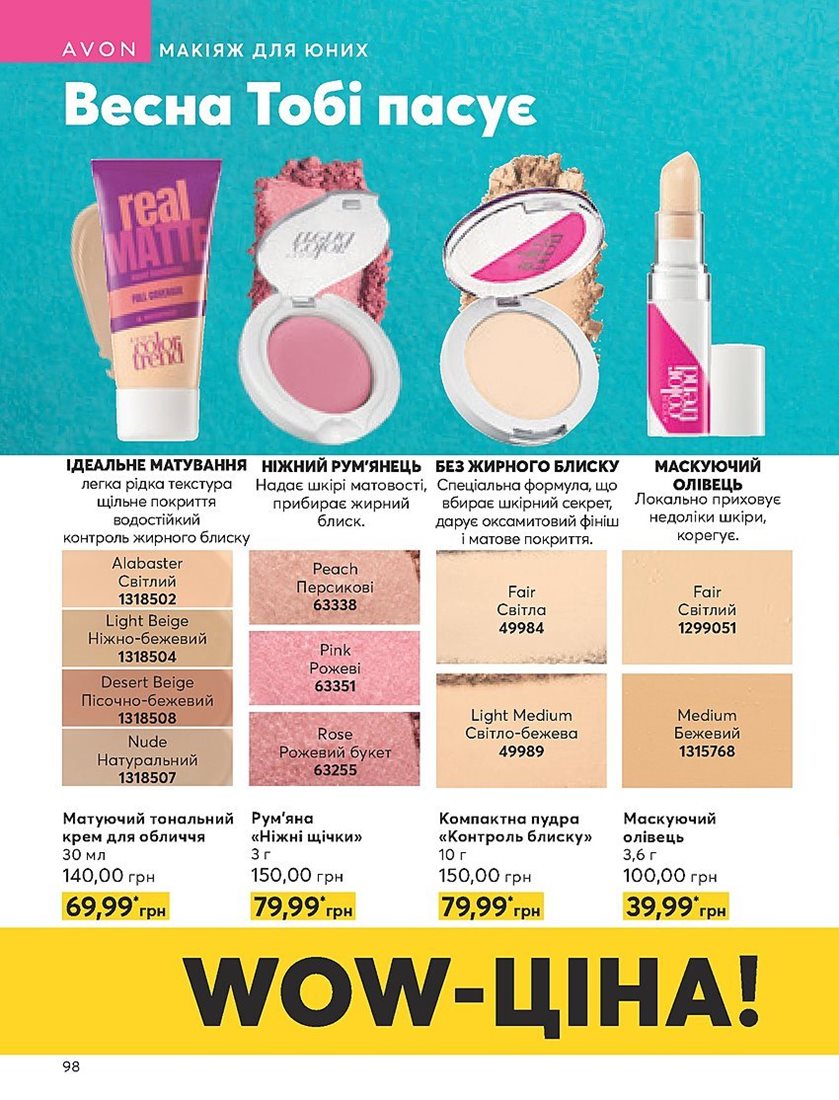 AVON МАКІЯЖ ДЛЯ ЮНИХ
Весна Тобі пасує
real
MATTE
FULL COVERAGE
color
trend
color
trend
ІДЕАЛЬНЕ МАТУВАННЯ
легка рідка текстура
щільне покриття
водостійкий
контроль жирного блиску
НІЖНИЙ РУМ'ЯНЕЦЬ
Надає шкірі матовості,
прибирає жирний
блиск.
БЕЗ ЖИРНОГО БЛИСКУ
Спеціальна формула, що
вбирає шкірний секрет,
дарує оксамитовий фініш
і матове покриття.
МАСКУЮЧИЙ
ОЛІВЕЦЬ
Локально приховує
недоліки шкіри,
корегує.
Alabaster
Світлий
1318502
Light Beige
Ніжно-бежевий
1318504
Desert Beige
Пісочно-бежевий
1318508
Nude
Натуральний
1318507
Peach
Персикові
63338
Pink
Рожеві
63351
Rose
Рожевий букет
63255
Fair
Світла
49984
Light Medium
Світло-бежева
49989
Fair
Світлий
1299051
Medium
Бежевий
1315768
Матуючий тональний
крем для обличчя
30 мл
140,00 грн
69,99* грн
Рум'яна
«Ніжні щічки»
3 г
150,00 грн
79,99* грн
Компактна пудра
«Контроль блиску»
10 г
150,00 грн
79,99* грн
Маскуючий
олівець
3,6 г
100,00 грн
39,99* грн
WOW-ЦІНА!
98